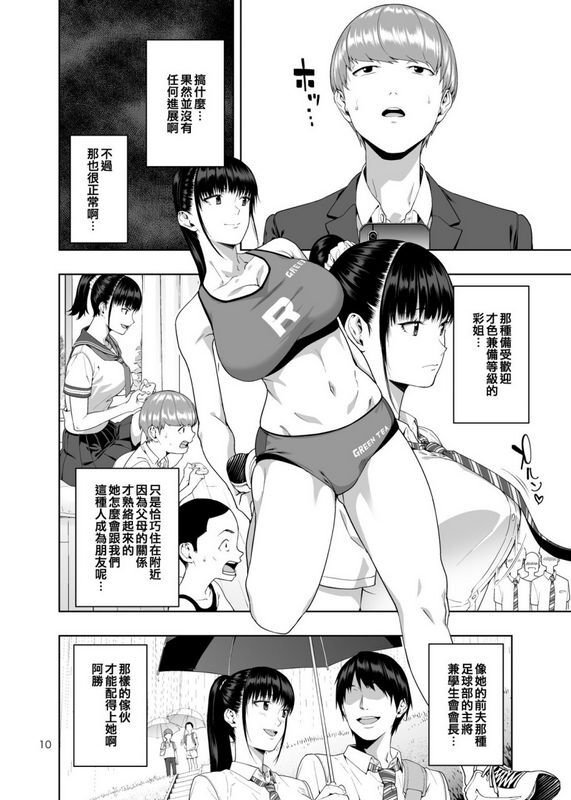 ホッ…
搞什麼…
果然並沒有
任何進展啊
不過
那也很正常啊…
那種備受歡迎
才色兼備等級的
彩姐…
GREEN TEA
R
GREEN TEA
只是恰巧住在附近
因為父母的關係
才熟絡起來的
她怎麼會跟我們
這種人成為朋友呢…
像她的前夫那種
足球部的主將
兼學生會會長…
那樣的傢伙
才能配得上她啊
阿勝
10